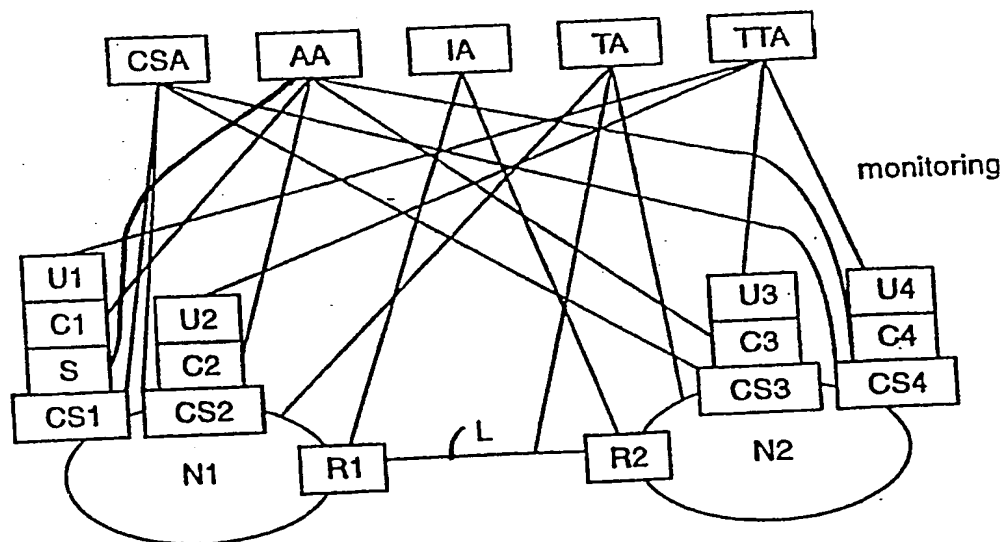 CSA AA IA TA TTA
monitoring
U1
C1
S
CS1
U2
C2
CS2
U3
C3
CS3
U4
C4
CS4
N1
R1
L
R2
N2